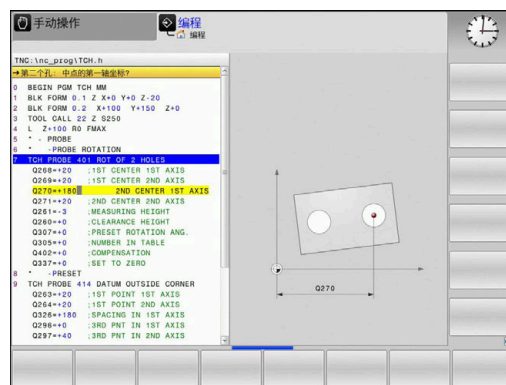 手动操作
编程
编程
TNC:\nc_prog\TCH.h
→第二个孔: 中点的第一轴坐标?
0 BEGIN PGM TCH MM
1 BLK FORM 0.1 Z X+0 Y+0 Z-20
2 BLK FORM 0.2 X+100 Y+150 Z+0
3 TOOL CALL 22 Z S250
4 L Z+100 R0 FMAX
5 * - PROBE
6 * -PROBE ROTATION
7 TCH PROBE 401 ROT OF 2 HOLES
Q268=+20 ;1ST CENTER 1ST AXIS
Q269=+20 ;1ST CENTER 2ND AXIS
Q270=+180 2ND CENTER 1ST AXIS
Q271=+20 ;2ND CENTER 2ND AXIS
Q261=-3 ;MEASURING HEIGHT
Q260=+0 ;CLEARANCE HEIGHT
Q307=+0 ;PRESET ROTATION ANG.
Q305=+0 ;NUMBER IN TABLE
Q402=+0 ;COMPENSATION
Q337=+0 ;SET TO ZERO
8 * -PRESET
9 TCH PROBE 414 DATUM OUTSIDE CORNER
Q263=+20 ;1ST POINT 1ST AXIS
Q264=+20 ;1ST POINT 2ND AXIS
Q326=+180 ;SPACING IN 1ST AXIS
Q296=+0 ;3RD PNT IN 1ST AXIS
Q297=+40 ;3RD PNT IN 2ND AXIS
Q270